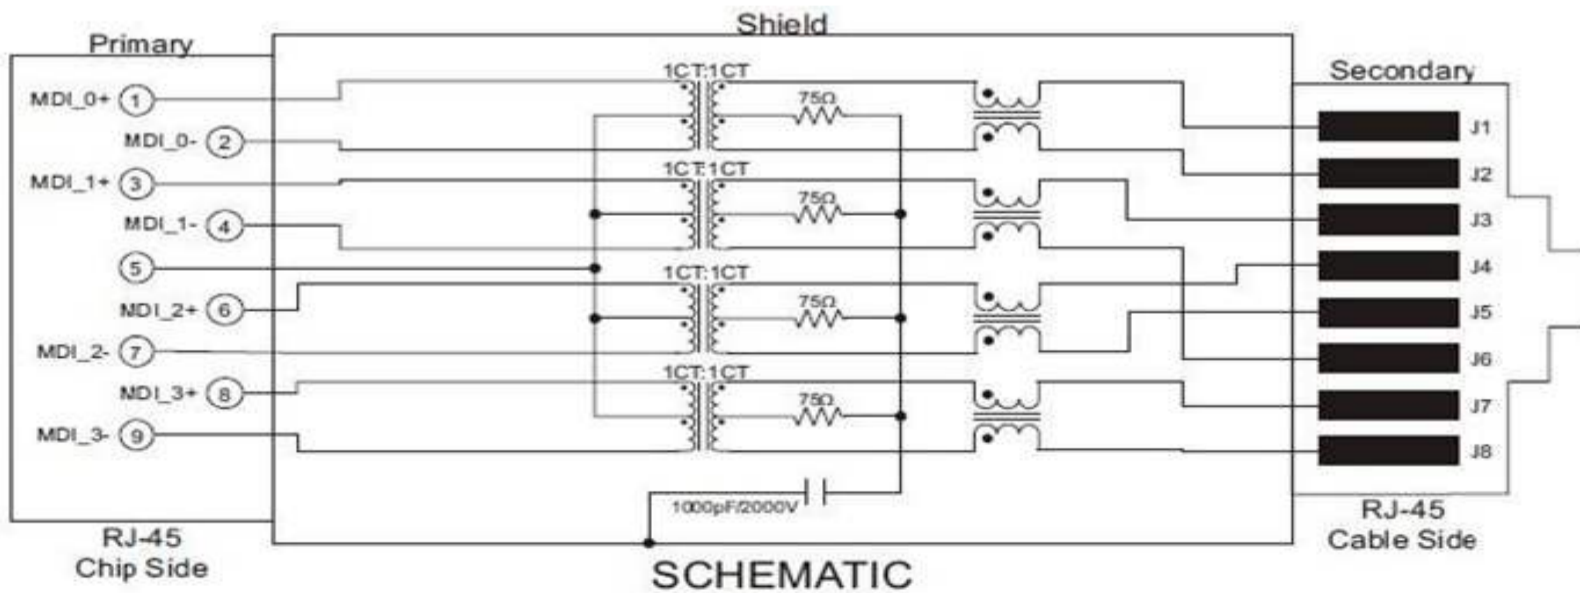 Shield
Primary
Secondary
1CT:1CT
75Ω
MDI_0+ 1
MDI_0- 2
J1
J2
MDI_1+ 3
1CT:1CT
75Ω
MDI_1- 4
J3
5
1CT:1CT
J4
MDI_2+ 6
75Ω
J5
MDI_2- 7
J6
1CT:1CT
MDI_3+ 8
75Ω
J7
MDI_3- 9
J8
1000pF/2000V
RJ-45
Chip Side
RJ-45
Cable Side
SCHEMATIC